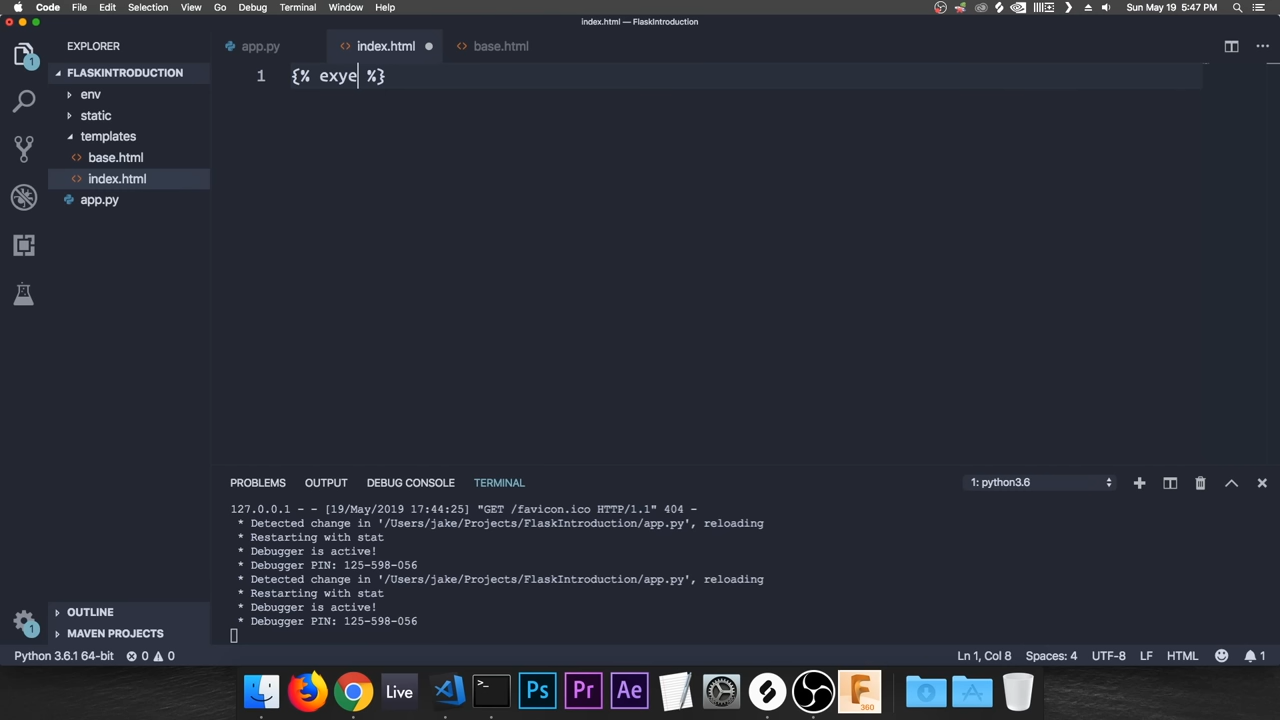 Code File Edit Selection View Go Debug Terminal Window Help Sun May 19 5:47 PM
index.html — FlaskIntroduction
EXPLORER
app.py index.html base.html
FLASKINTRODUCTION
1 {% exye %}
env
static
templates
base.html
index.html
app.py
PROBLEMS OUTPUT DEBUG CONSOLE TERMINAL 1: python3.6
127.0.0.1 - - [19/May/2019 17:44:25] "GET /favicon.ico HTTP/1.1" 404 -
* Detected change in '/Users/jake/Projects/FlaskIntroduction/app.py', reloading
* Restarting with stat
* Debugger is active!
* Debugger PIN: 125-598-056
* Detected change in '/Users/jake/Projects/FlaskIntroduction/app.py', reloading
* Restarting with stat
* Debugger is active!
* Debugger PIN: 125-598-056
OUTLINE
MAVEN PROJECTS
1
1
Python 3.6.1 64-bit 0 0 Ln 1, Col 8 Spaces: 4 UTF-8 LF HTML 1
Live >_ Ps Pr Ae F 360